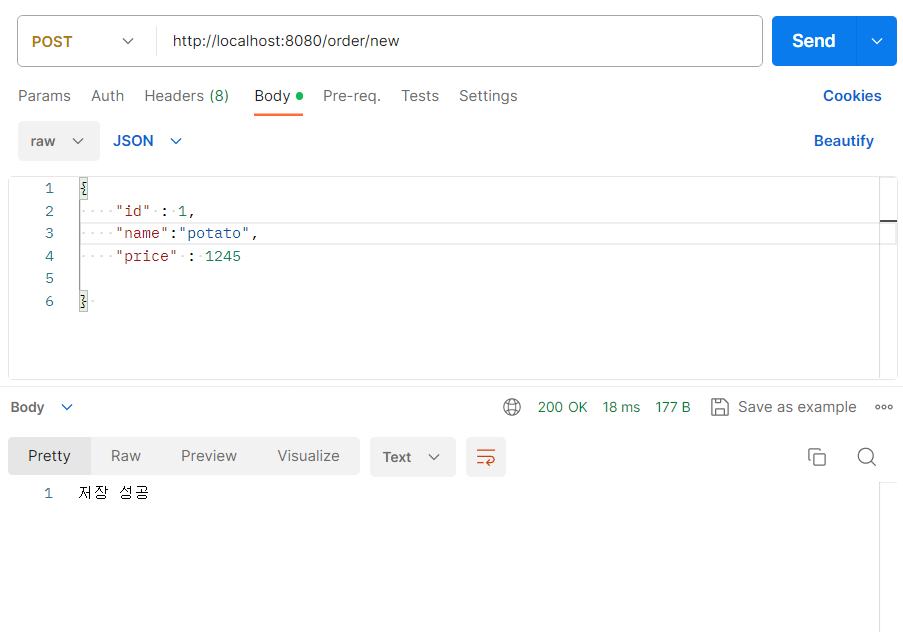 POST http://localhost:8080/order/new Send
Params Auth Headers (8) Body Pre-req. Tests Settings Cookies
raw JSON Beautify
1 {
2 "id" : 1,
3 "name":"potato",
4 "price" : 1245
5
6 }
Body 200 OK 18 ms 177 B Save as example
Pretty Raw Preview Visualize Text
1 저장 성공